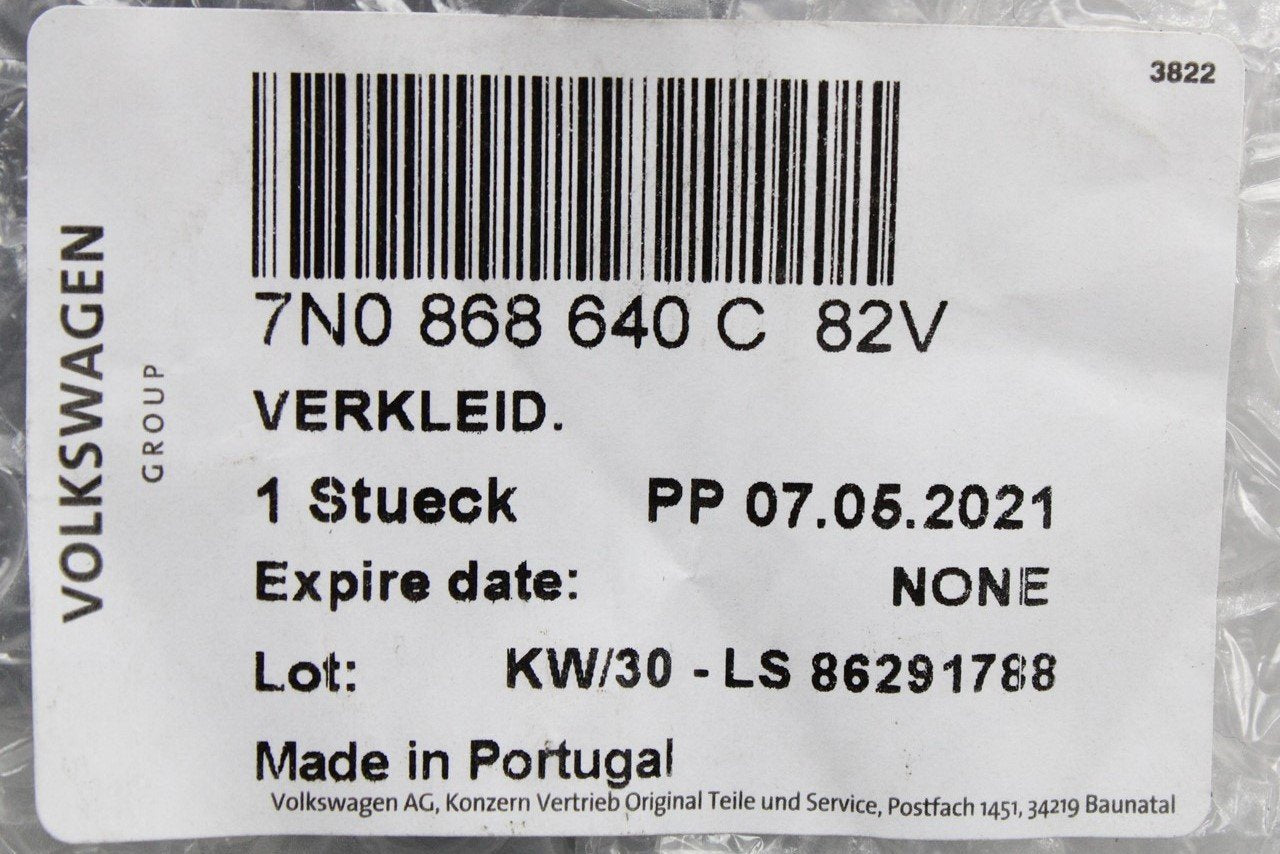 3822
VOLKSWAGEN
GROUP
7N0 868 640 C 82V
VERKLEID.
1 Stueck PP 07.05.2021
Expire date: NONE
Lot: KW/30 - LS 86291788
Made in Portugal
Volkswagen AG, Konzern Vertrieb Original Teile und Service, Postfach 1451, 34219 Baunatal